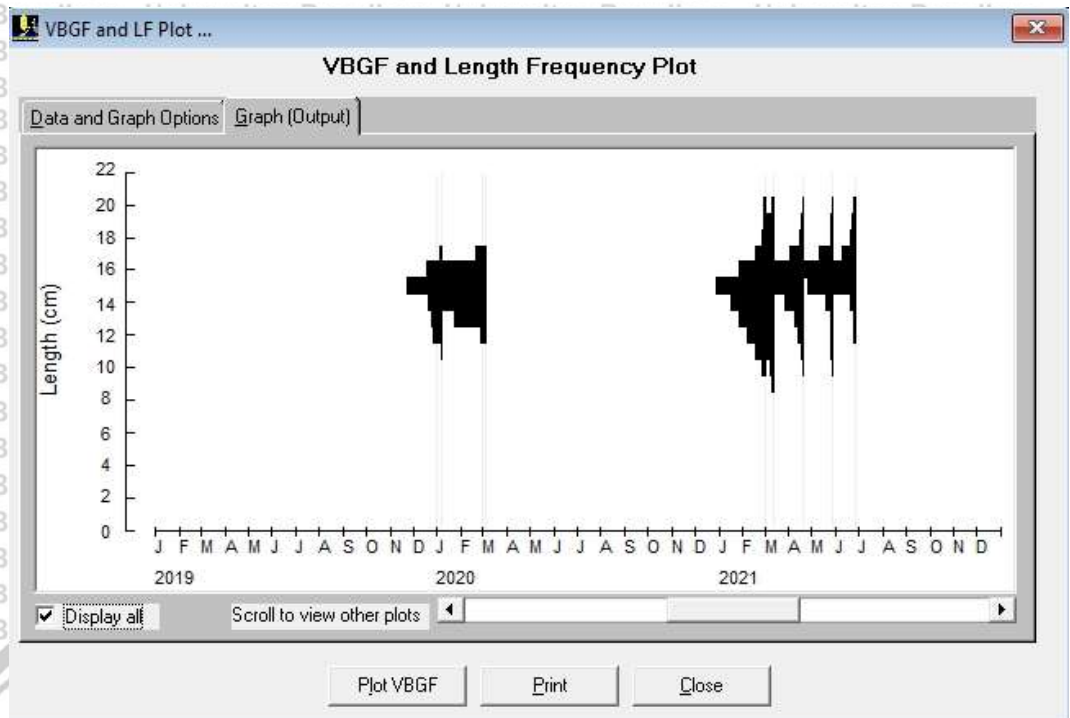 VBGF and LF Plot ...
VBGF and Length Frequency Plot
Data and Graph Options
Graph (Output)
Length (cm)
22
20
18
16
14
12
10
8
6
4
2
0
J F M A M J J A S O N D J F M A M J J A S O N D J F M A M J J A S O N D
2019 2020 2021
Display all
Scroll to view other plots
Plot VBGF Print Close